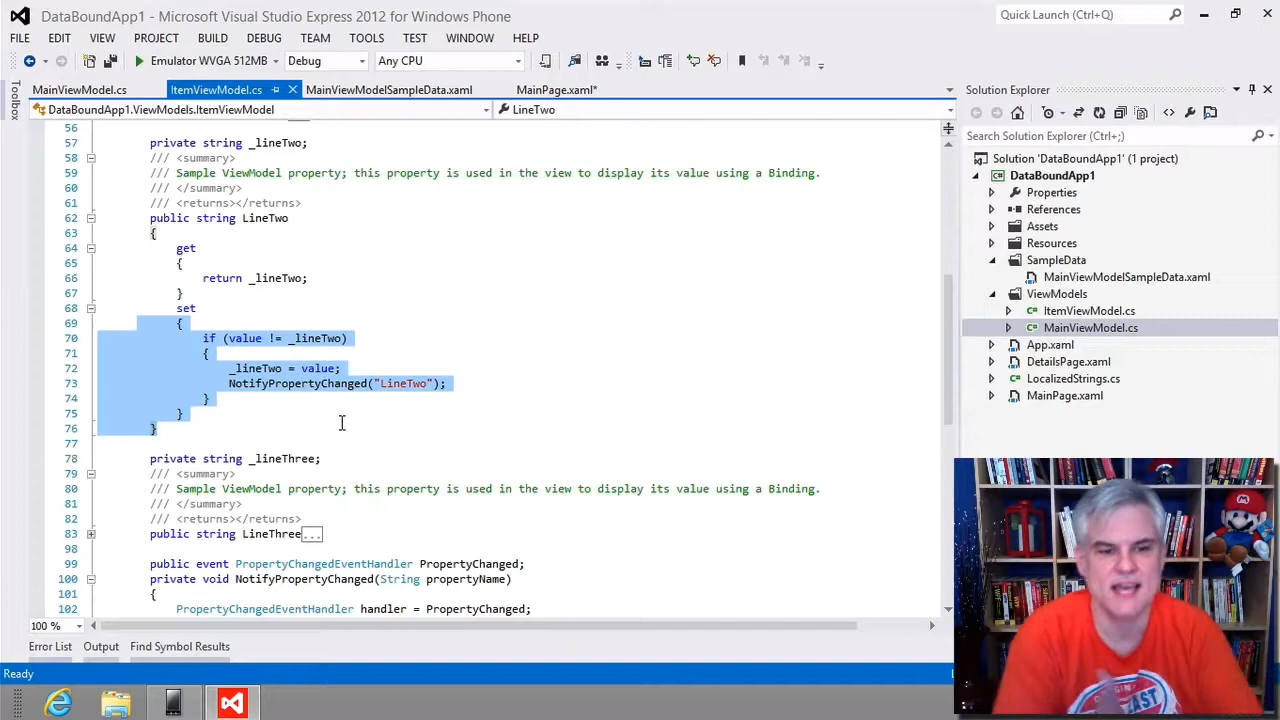 DataBoundApp1 - Microsoft Visual Studio Express 2012 for Windows Phone
Quick Launch (Ctrl+Q)
FILE EDIT VIEW PROJECT BUILD DEBUG TEAM TOOLS TEST WINDOW HELP
Emulator WVGA 512MB Debug Any CPU
Toolbox
MainViewModel.cs ItemViewModel.cs MainViewModelSampleData.xaml MainPage.xaml*
DataBoundApp1.ViewModels.ItemViewModel LineTwo
56
57 private string _lineTwo;
58 /// <summary>
59 /// Sample ViewModel property; this property is used in the view to display its value using a Binding.
60 /// </summary>
61 /// <returns></returns>
62 public string LineTwo
63 {
64 get
65 {
66 return _lineTwo;
67 }
68 set
69 {
70 if (value != _lineTwo)
71 {
72 _lineTwo = value;
73 NotifyPropertyChanged("LineTwo");
74 }
75 }
76 }
77
78 private string _lineThree;
79 /// <summary>
80 /// Sample ViewModel property; this property is used in the view to display its value using a Binding.
81 /// </summary>
82 /// <returns></returns>
83 public string LineThree...
98
99 public event PropertyChangedEventHandler PropertyChanged;
100 private void NotifyPropertyChanged(String propertyName)
101 {
102 PropertyChangedEventHandler handler = PropertyChanged;
100 %
Error List Output Find Symbol Results
Ready
Solution Explorer
Search Solution Explorer (Ctrl+;)
Solution 'DataBoundApp1' (1 project)
DataBoundApp1
Properties
References
Assets
Resources
SampleData
MainViewModelSampleData.xaml
ViewModels
ItemViewModel.cs
MainViewModel.cs
App.xaml
DetailsPage.xaml
LocalizedStrings.cs
MainPage.xaml